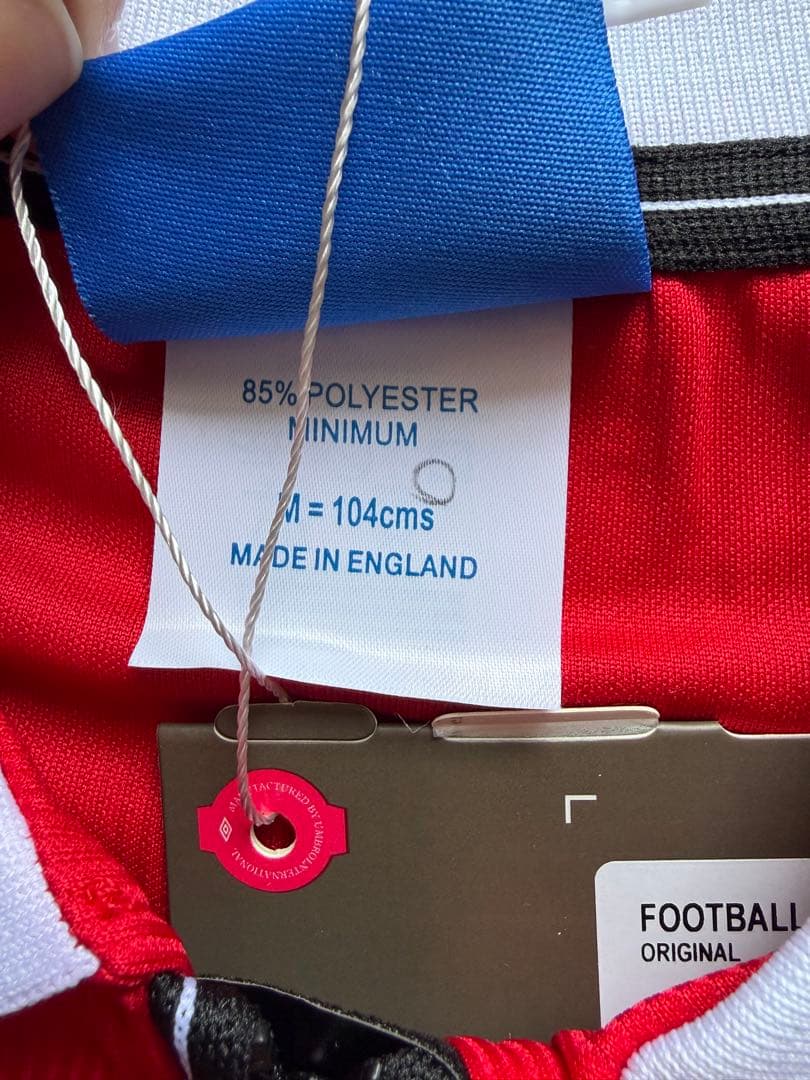 85% POLYESTER
MINIMUM
M = 104cms
MADE IN ENGLAND
MANUFACTURED BY UMBRO INTERNATIONAL
FOOTBALL
ORIGINAL